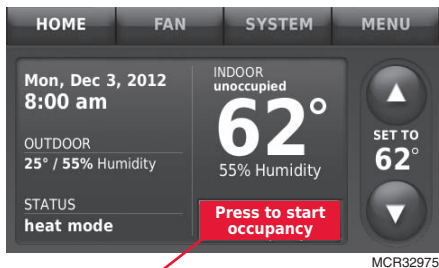 HOME FAN SYSTEM MENU
Mon, Dec 3, 2012
8:00 am
OUTDOOR
25° / 55% Humidity
STATUS
heat mode
INDOOR
unoccupied
62°
55% Humidity
Press to start
occupancy
SET TO
62°
MCR32975